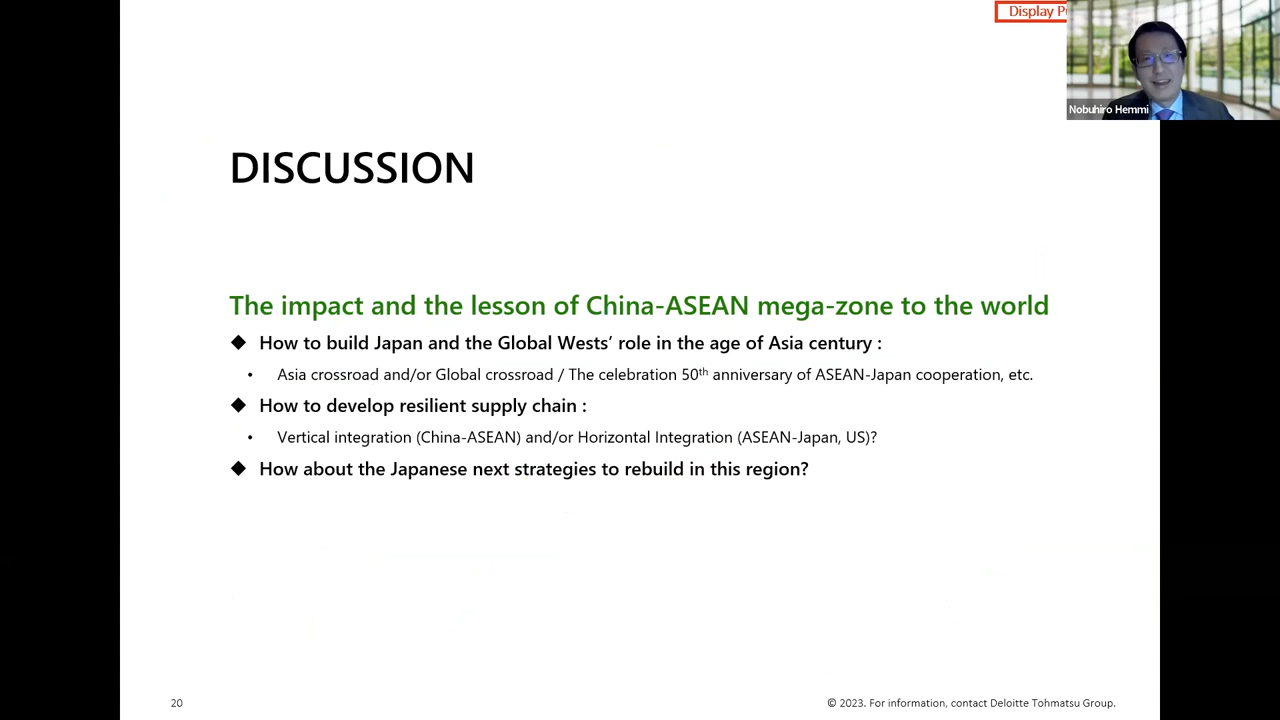 Display
Nobuhiro Hemmi
DISCUSSION
The impact and the lesson of China-ASEAN mega-zone to the world
◆ How to build Japan and the Global Wests’ role in the age of Asia century :
• Asia crossroad and/or Global crossroad / The celebration 50th anniversary of ASEAN-Japan cooperation, etc.
◆ How to develop resilient supply chain :
• Vertical integration (China-ASEAN) and/or Horizontal Integration (ASEAN-Japan, US)?
◆ How about the Japanese next strategies to rebuild in this region?
20
© 2023. For information, contact Deloitte Tohmatsu Group.